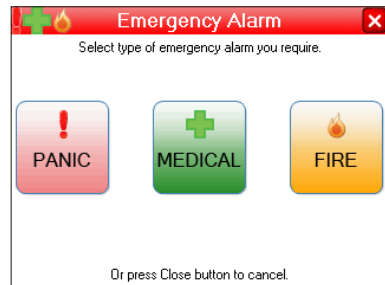 Emergency Alarm
Select type of emergency alarm you require.
PANIC MEDICAL FIRE
Or press Close button to cancel.